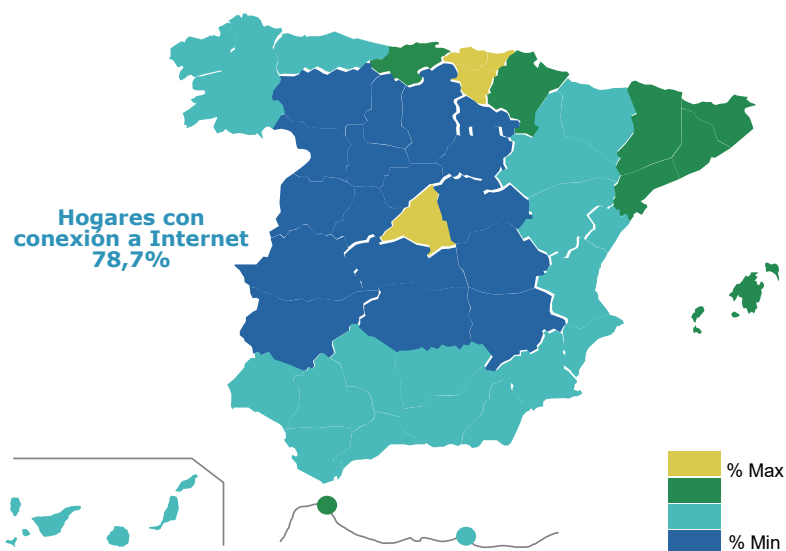 Hogares con
conexión a Internet
78,7%
% Max
% Min